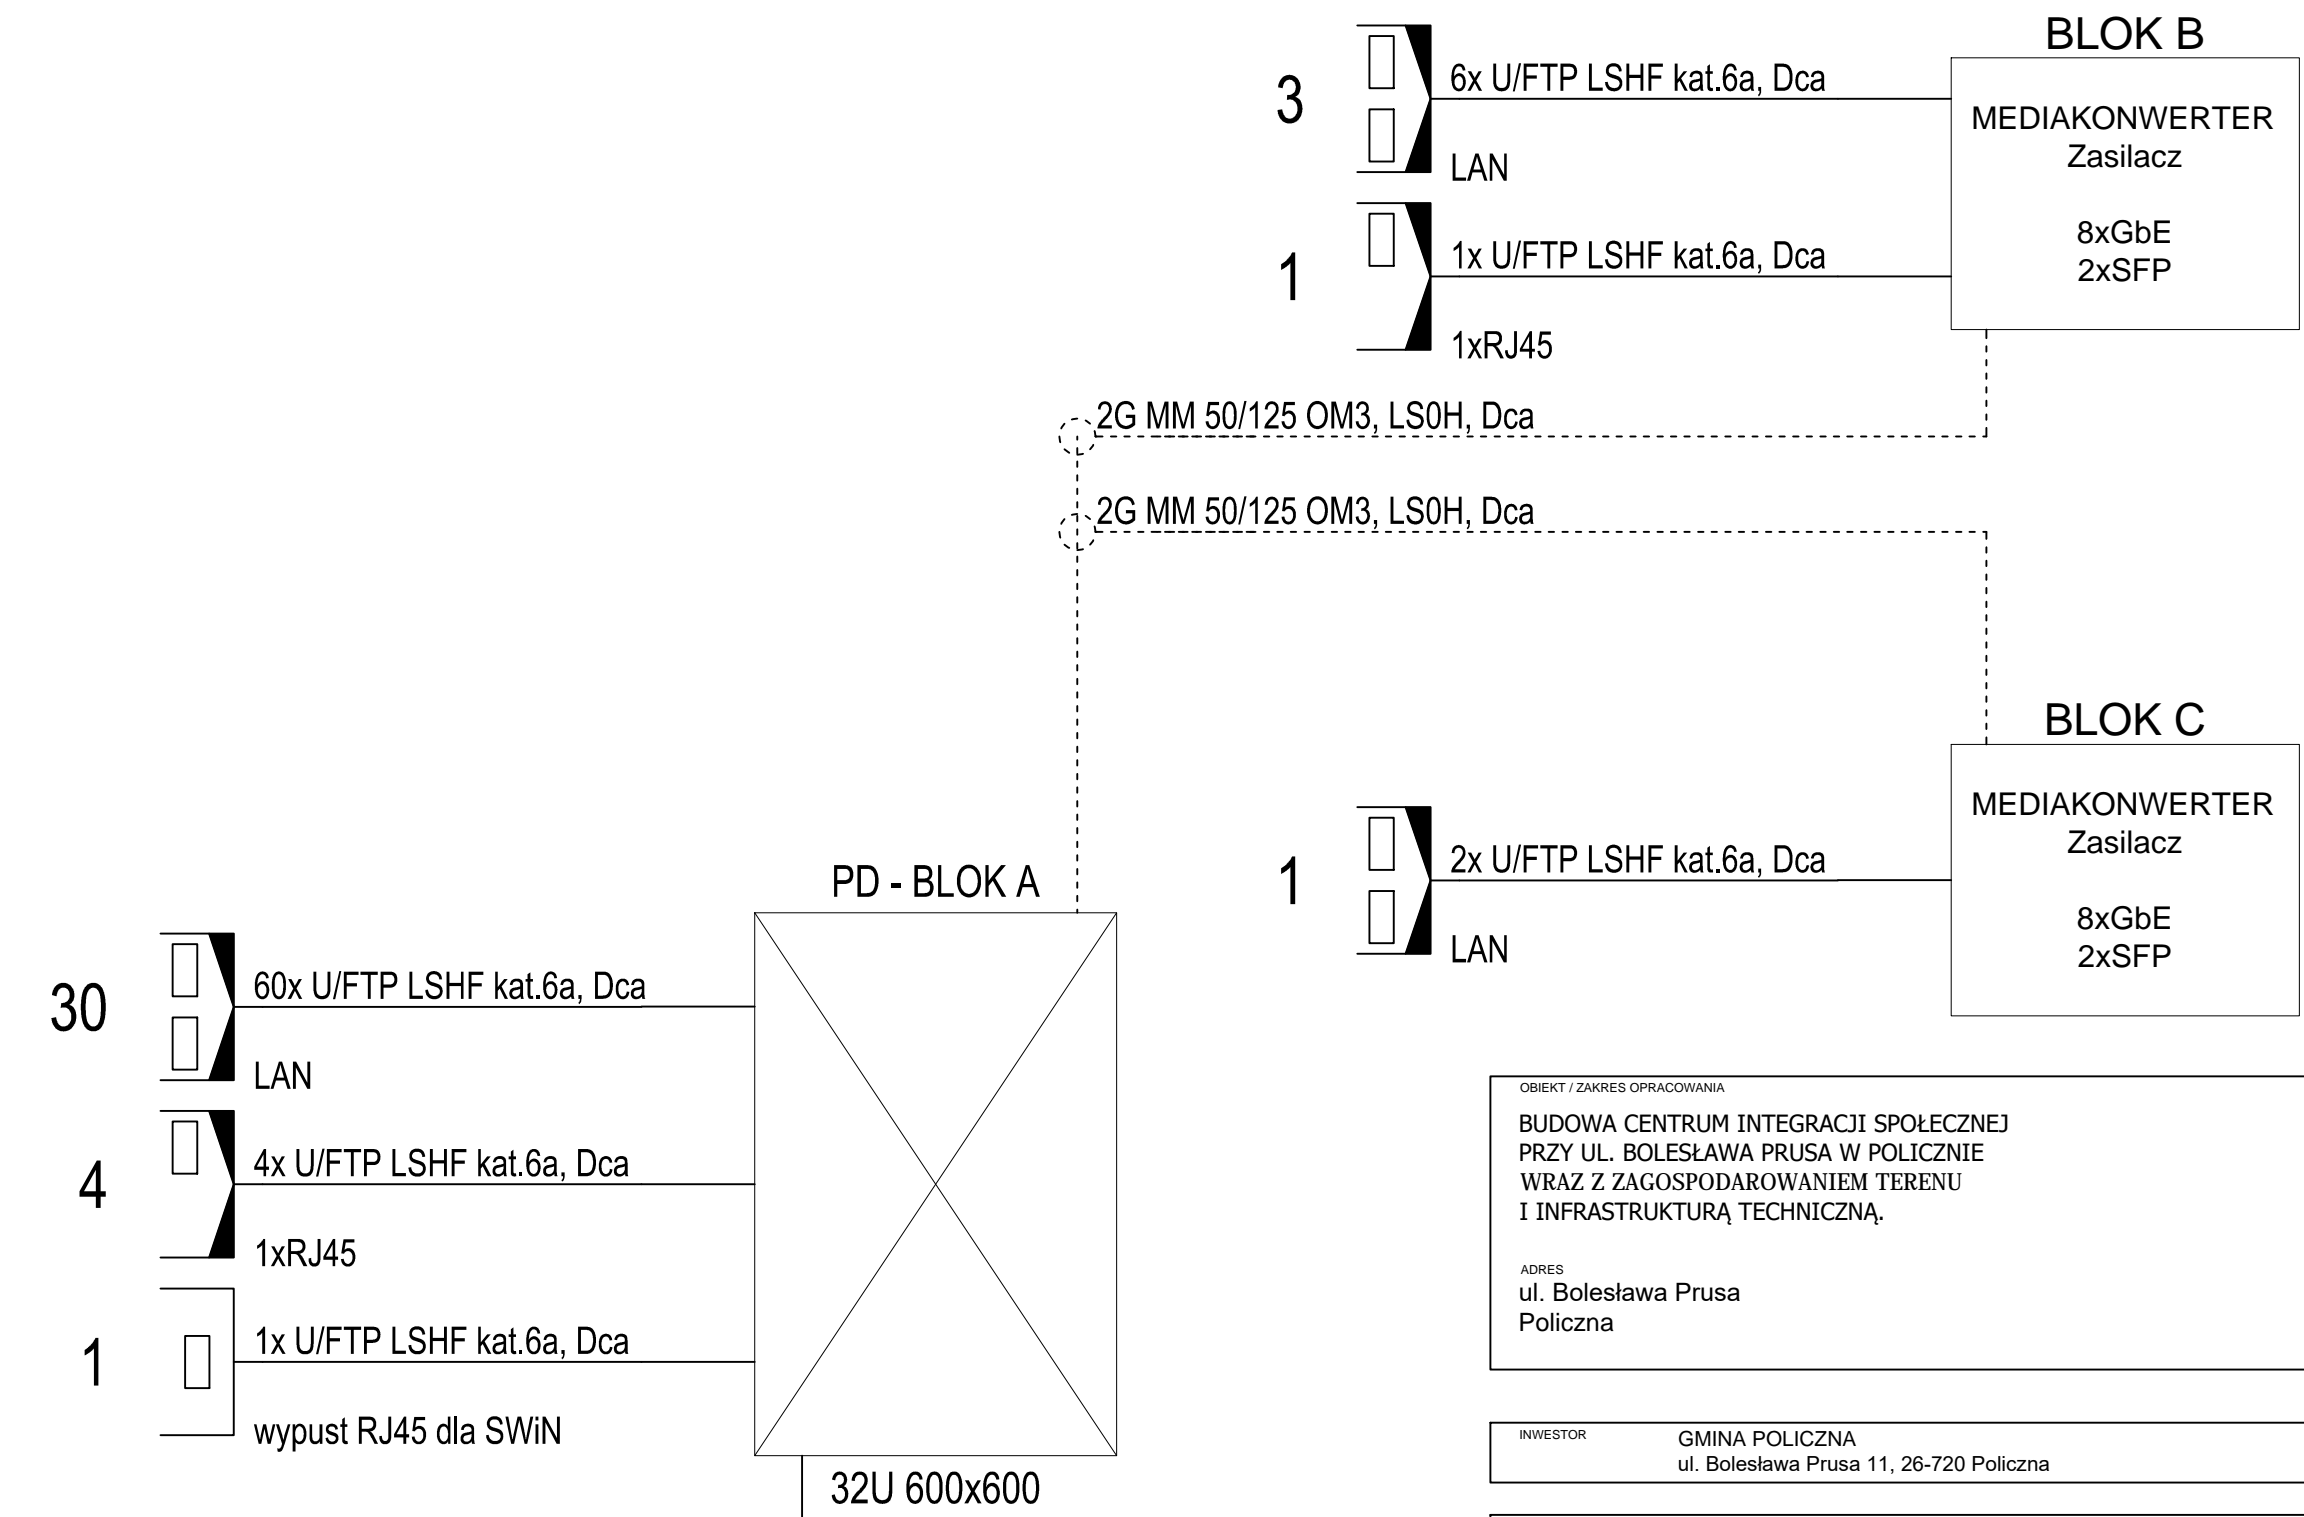 BLOK B
MEDIAKONWERTER
Zasilacz
8xGbE
2xSFP
3
6x U/FTP LSHF kat.6a, Dca
LAN
1
1x U/FTP LSHF kat.6a, Dca
1xRJ45
2G MM 50/125 OM3, LS0H, Dca
2G MM 50/125 OM3, LS0H, Dca
BLOK C
MEDIAKONWERTER
Zasilacz
8xGbE
2xSFP
1
2x U/FTP LSHF kat.6a, Dca
LAN
PD - BLOK A
30
60x U/FTP LSHF kat.6a, Dca
LAN
4
4x U/FTP LSHF kat.6a, Dca
1xRJ45
1
1x U/FTP LSHF kat.6a, Dca
wypust RJ45 dla SWiN
32U 600x600
OBIEKT / ZAKRES OPRACOWANIA
BUDOWA CENTRUM INTEGRACJI SPOŁECZNEJ
PRZY UL. BOLESŁAWA PRUSA W POLICZNIE
WRAZ Z ZAGOSPODAROWANIEM TERENU
I INFRASTRUKTURĄ TECHNICZNĄ.
ADRES
ul. Bolesława Prusa
Policzna
INWESTOR
GMINA POLICZNA
ul. Bolesława Prusa 11, 26-720 Policzna